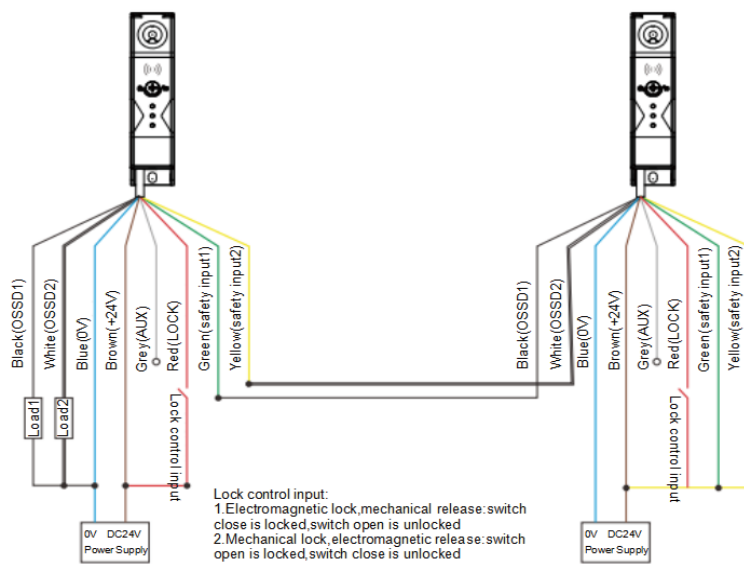 Black(OSSD1)
White(OSSD2)
Blue(0V)
Brown(+24V)
Grey(AUX)
Red(LOCK)
Green(safety input1)
Yellow(safety input2)
Load1
Load2
Lock control input
0V DC24V
Power Supply
Black(OSSD1)
White(OSSD2)
Blue(0V)
Brown(+24V)
Grey(AUX)
Red(LOCK)
Green(safety input1)
Yellow(safety input2)
Lock control input
0V DC24V
Power Supply
Lock control input:
1.Electromagnetic lock,mechanical release:switch
close is locked,switch open is unlocked
2.Mechanical lock,electromagnetic release:switch
open is locked,switch close is unlocked